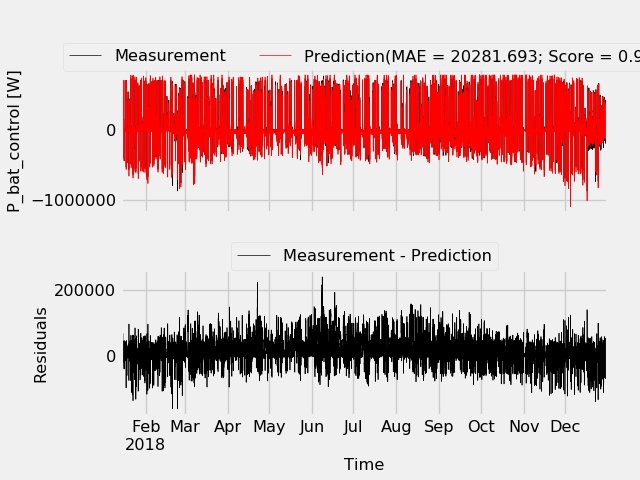 Measurement
Prediction(MAE = 20281.693; Score = 0.9
P_bat_control [W]
0
−1000000
Measurement - Prediction
Residuals
200000
0
Feb Mar Apr May Jun Jul Aug Sep Oct Nov Dec
2018
Time